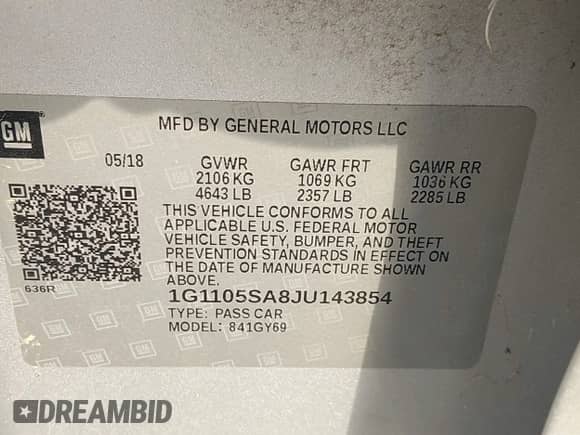 GM
MFD BY GENERAL MOTORS LLC
05/18 GVWR GAWR FRT GAWR RR
2106 KG 1069 KG 1036 KG
4643 LB 2357 LB 2285 LB
THIS VEHICLE CONFORMS TO ALL
APPLICABLE U.S. FEDERAL MOTOR
VEHICLE SAFETY, BUMPER, AND THEFT
PREVENTION STANDARDS IN EFFECT ON
THE DATE OF MANUFACTURE SHOWN
ABOVE.
636R
1G1105SA8JU143854
TYPE: PASS CAR
MODEL: 841GY69
DREAMBID